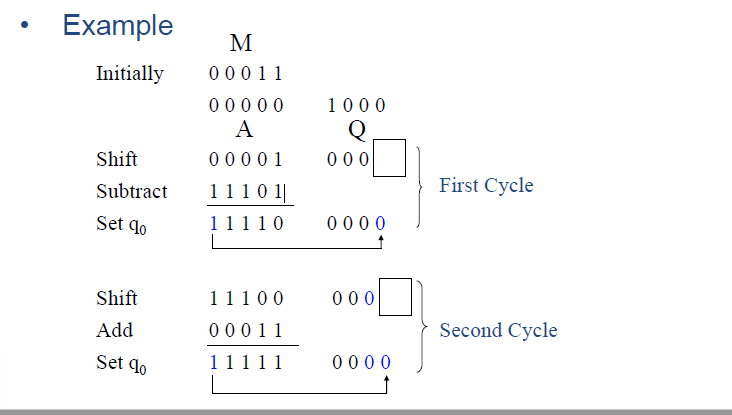 • Example
M
Initially 0 0 0 1 1
0 0 0 0 0 1 0 0 0
A Q
Shift 0 0 0 0 1 0 0 0
Subtract 1 1 1 0 1
First Cycle
Set q0 1 1 1 1 0 0 0 0 0
Shift 1 1 1 0 0 0 0 0
Add 0 0 0 1 1
Second Cycle
Set q0 1 1 1 1 1 0 0 0 0